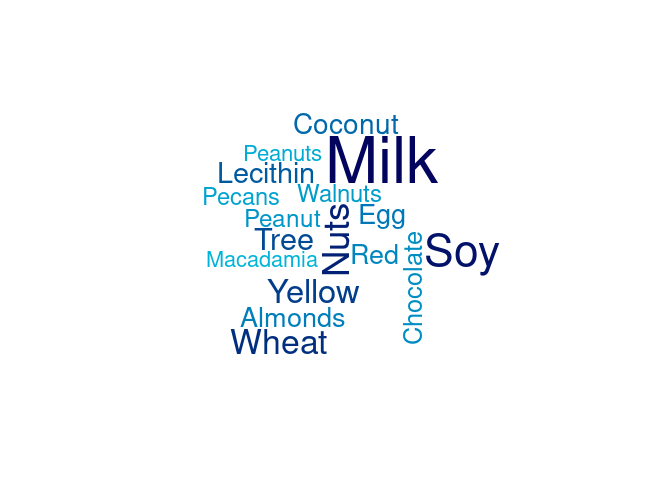 Coconut
Milk
Peanuts
Lecithin
Pecans
Walnuts
Peanut
Egg
Nuts
Tree
Red
Soy
Macadamia
Chocolate
Yellow
Almonds
Wheat